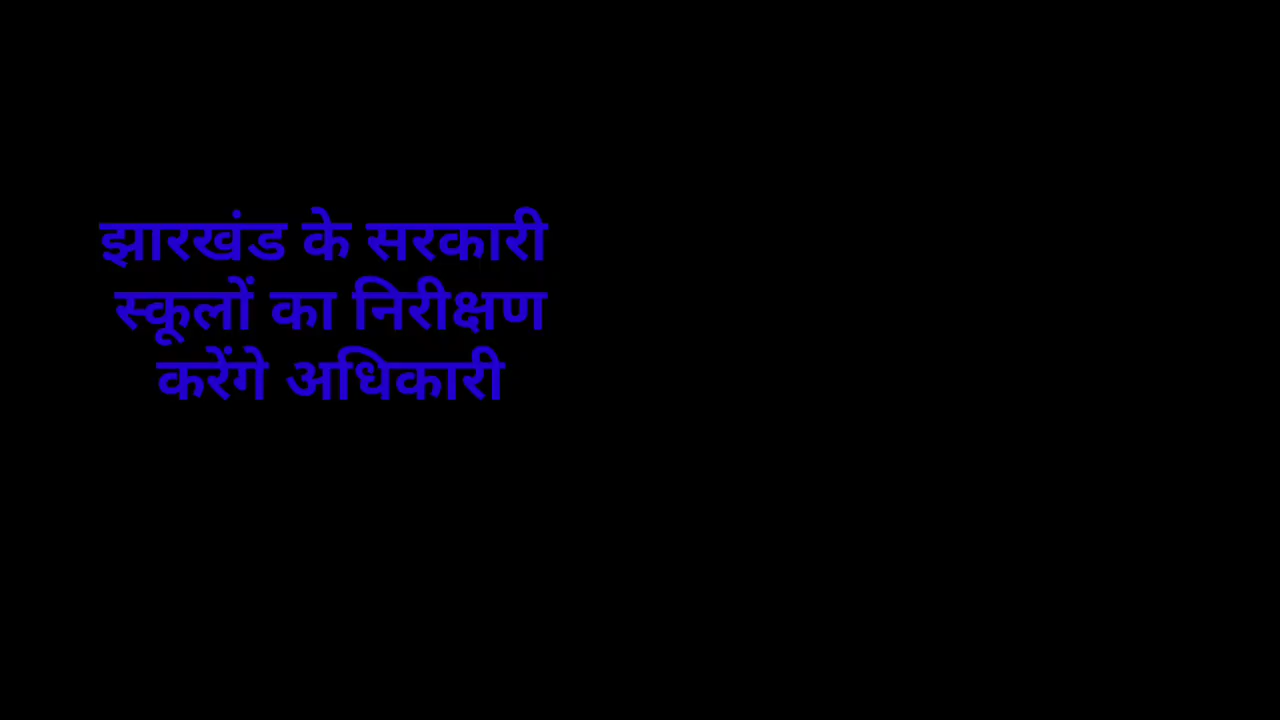 झारखंड के सरकारी
स्कूलों का निरीक्षण
करेंगे अधिकारी